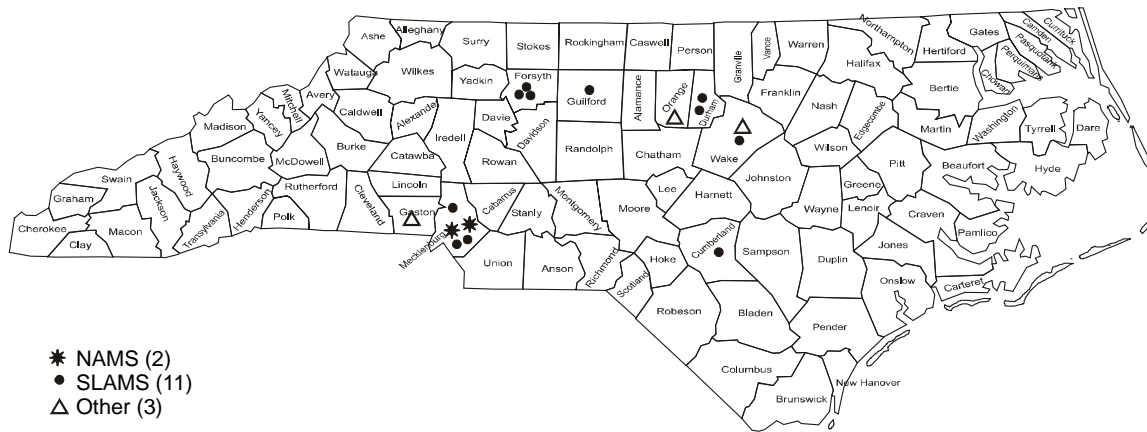 Ashe
Alleghany
Surry
Stokes
Rockingham
Caswell
Person
Granville
Vance
Warren
Northampton
Hertford
Gates
Camden
Currituck
Pasquotank
Perquimans
Chowan
Watauga
Wilkes
Yadkin
Forsyth
Guilford
Alamance
Orange
Durham
Franklin
Halifax
Bertie
Mitchell
Avery
Yancey
Caldwell
Alexander
Iredell
Davie
Davidson
Randolph
Chatham
Wake
Nash
Edgecombe
Martin
Washington
Tyrrell
Dare
Madison
Buncombe
McDowell
Burke
Catawba
Rowan
Wilson
Pitt
Beaufort
Hyde
Haywood
Swain
Graham
Cherokee
Clay
Macon
Jackson
Transylvania
Henderson
Polk
Rutherford
Cleveland
Lincoln
Gaston
Mecklenburg
Cabarrus
Stanly
Montgomery
Moore
Lee
Harnett
Johnston
Wayne
Greene
Lenoir
Craven
Pamlico
Jones
Union
Anson
Richmond
Scotland
Hoke
Cumberland
Sampson
Duplin
Onslow
Carteret
Robeson
Bladen
Pender
Columbus
Brunswick
New Hanover
NAMS (2)
SLAMS (11)
Other (3)